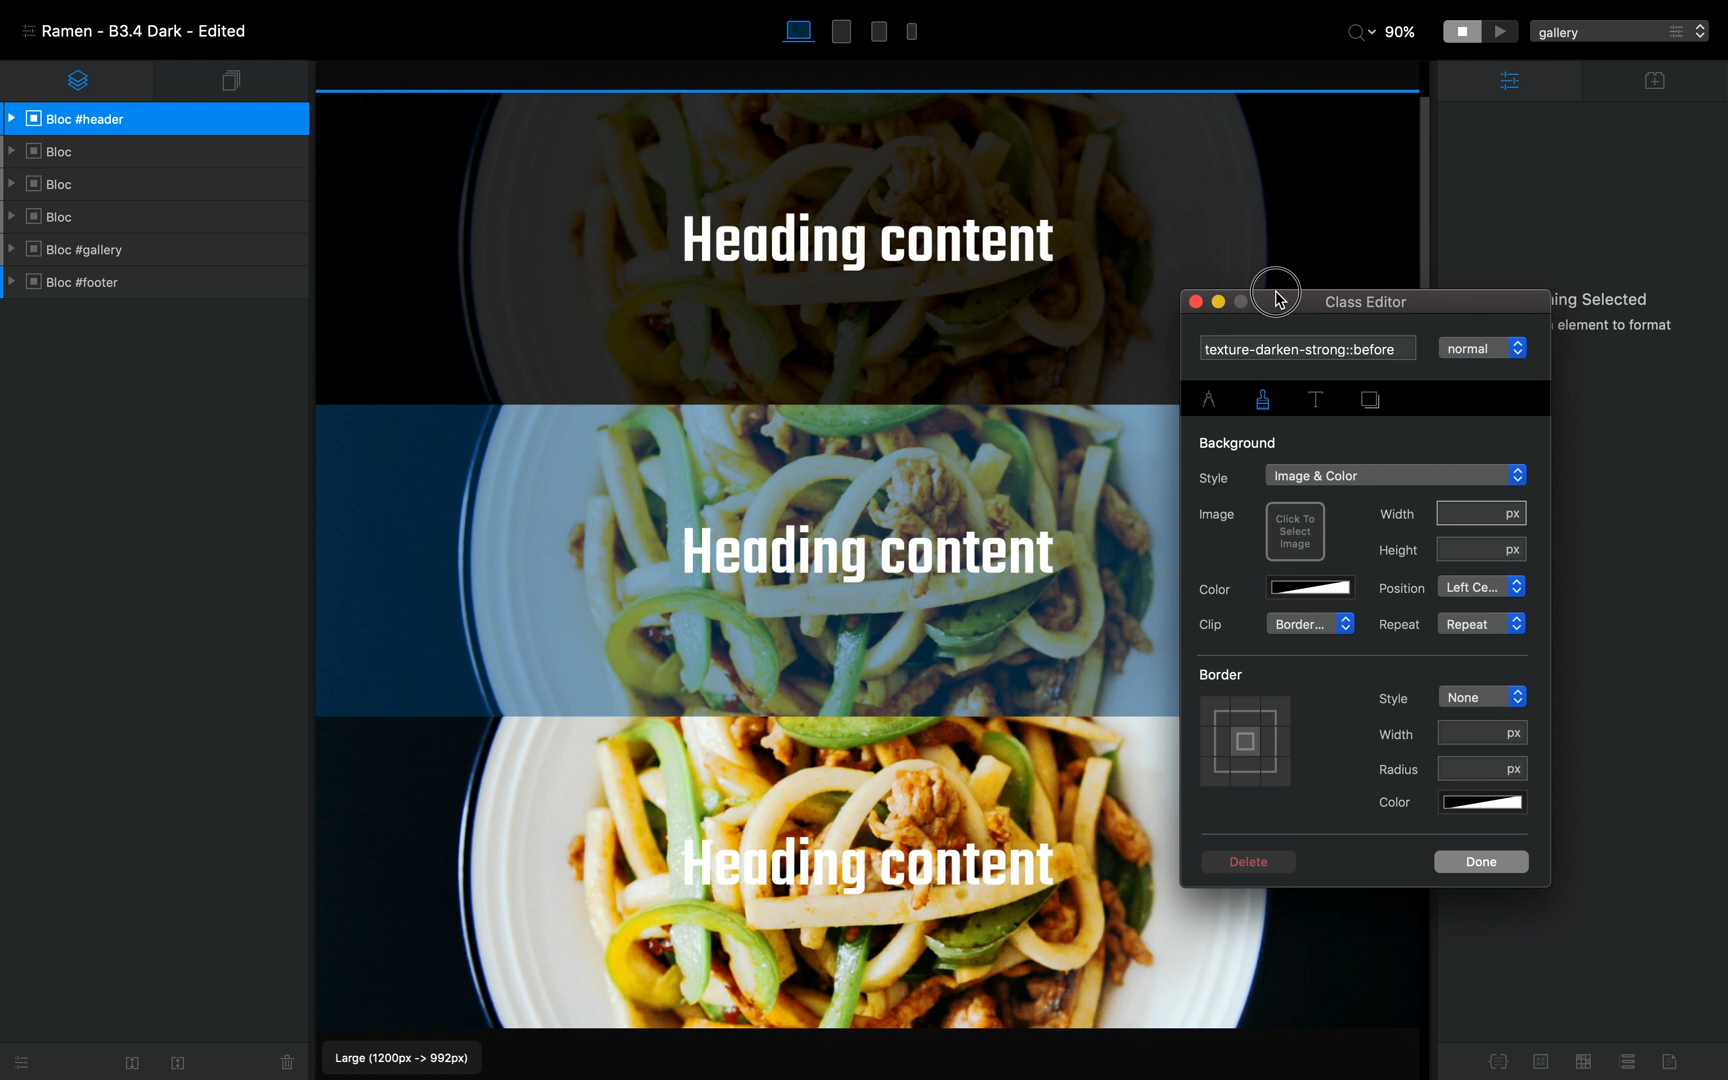 Ramen - B3.4 Dark - Edited
90%
gallery
Bloc #header
Bloc
Bloc
Bloc
Bloc #gallery
Bloc #footer
Heading content
Heading content
Heading content
Large (1200px -> 992px)
ing Selected
element to format
Class Editor
texture-darken-strong::before
normal
Background
Style
Image & Color
Image
Click To
Select
Image
Width
px
Height
px
Color
Position
Left Ce...
Clip
Border...
Repeat
Repeat
Border
Style
None
Width
px
Radius
px
Color
Delete
Done